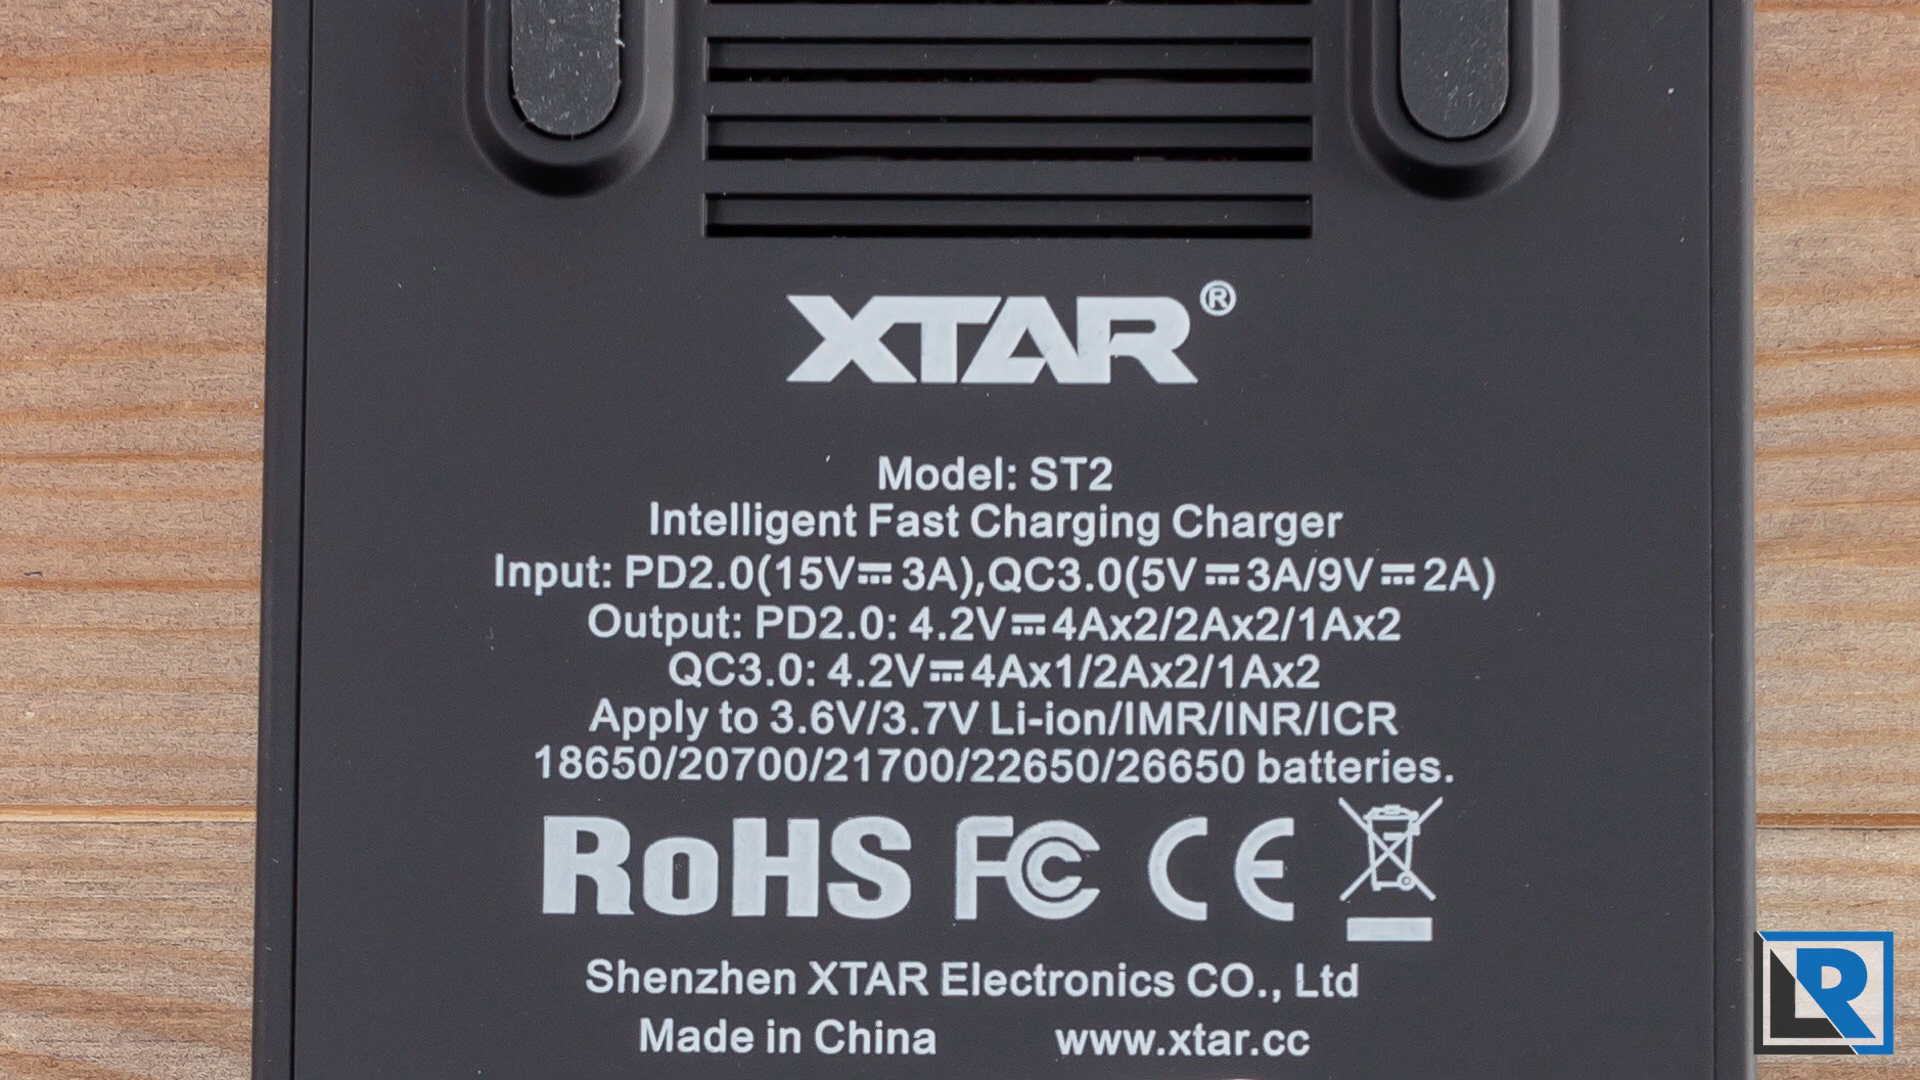 XTAR®
Model: ST2
Intelligent Fast Charging Charger
Input: PD2.0(15V⎓3A),QC3.0(5V⎓3A/9V⎓2A)
Output: PD2.0: 4.2V⎓4Ax2/2Ax2/1Ax2
QC3.0: 4.2V⎓4Ax1/2Ax2/1Ax2
Apply to 3.6V/3.7V Li-ion/IMR/INR/ICR
18650/20700/21700/22650/26650 batteries.
RoHS FC CE
Shenzhen XTAR Electronics CO., Ltd
Made in China www.xtar.cc
LR